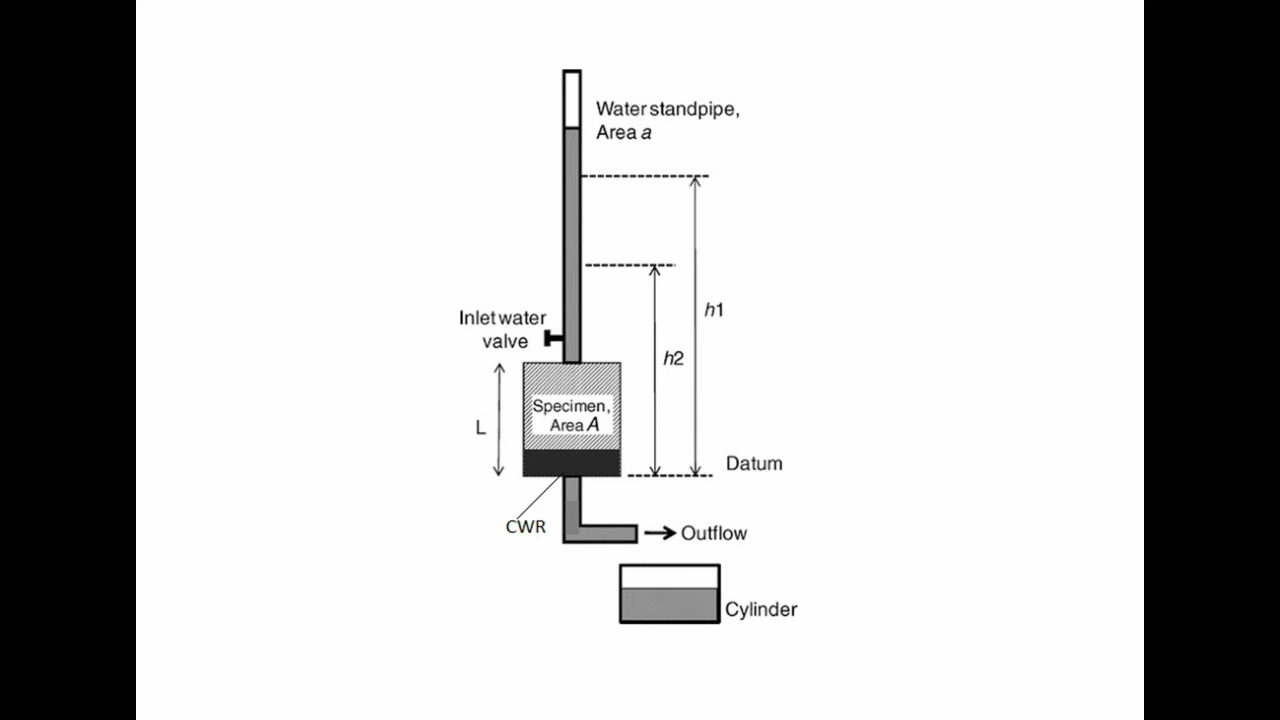 Water standpipe,
Area a
Inlet water
valve
h1
h2
L
Specimen,
Area A
Datum
CWR
Outflow
Cylinder